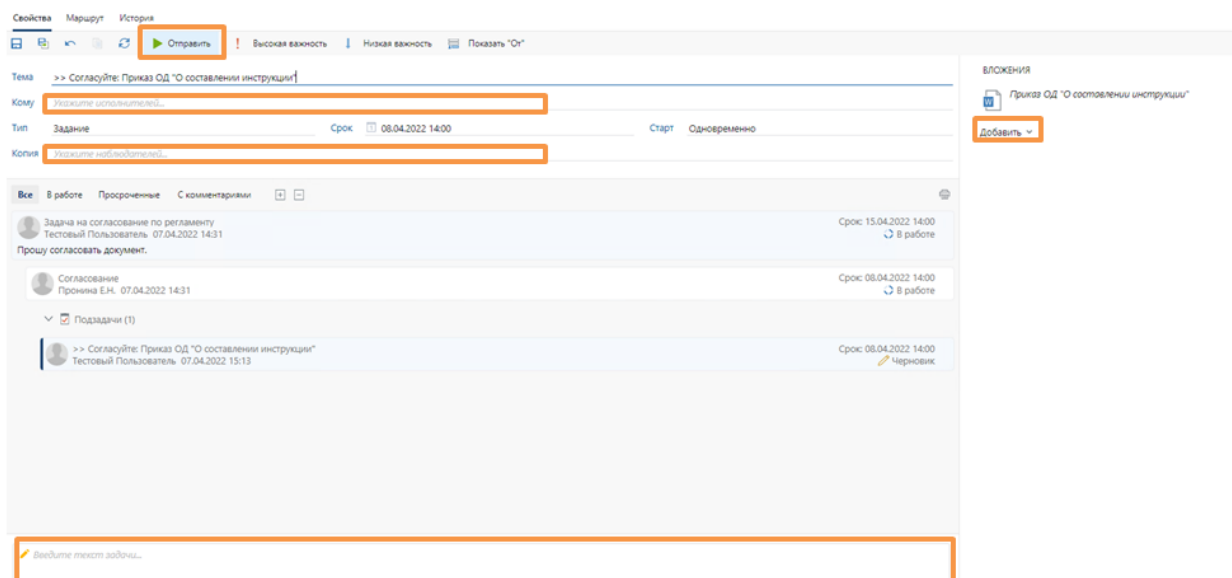 Свойства Маршрут История
Отправить Высокая важность Низкая важность Показать "От"
Тема >> Согласуйте: Приказ ОД "О составлении инструкции"
Кому Укажите исполнителей...
Тип Задание Срок 08.04.2022 14:00 Старт Одновременно
Копия Укажите наблюдателей...
ВЛОЖЕНИЯ
Приказ ОД "О составлении инструкции"
Добавить
Все В работе Просроченные С комментариями
Задача на согласование по регламенту Срок: 15.04.2022 14:00
Тестовый Пользователь 07.04.2022 14:31 В работе
Прошу согласовать документ.
Согласование Срок: 08.04.2022 14:00
Пронина Е.Н. 07.04.2022 14:31 В работе
Подзадачи (1)
>> Согласуйте: Приказ ОД "О составлении инструкции" Срок: 08.04.2022 14:00
Тестовый Пользователь 07.04.2022 15:13 Черновик
Введите текст задачи...